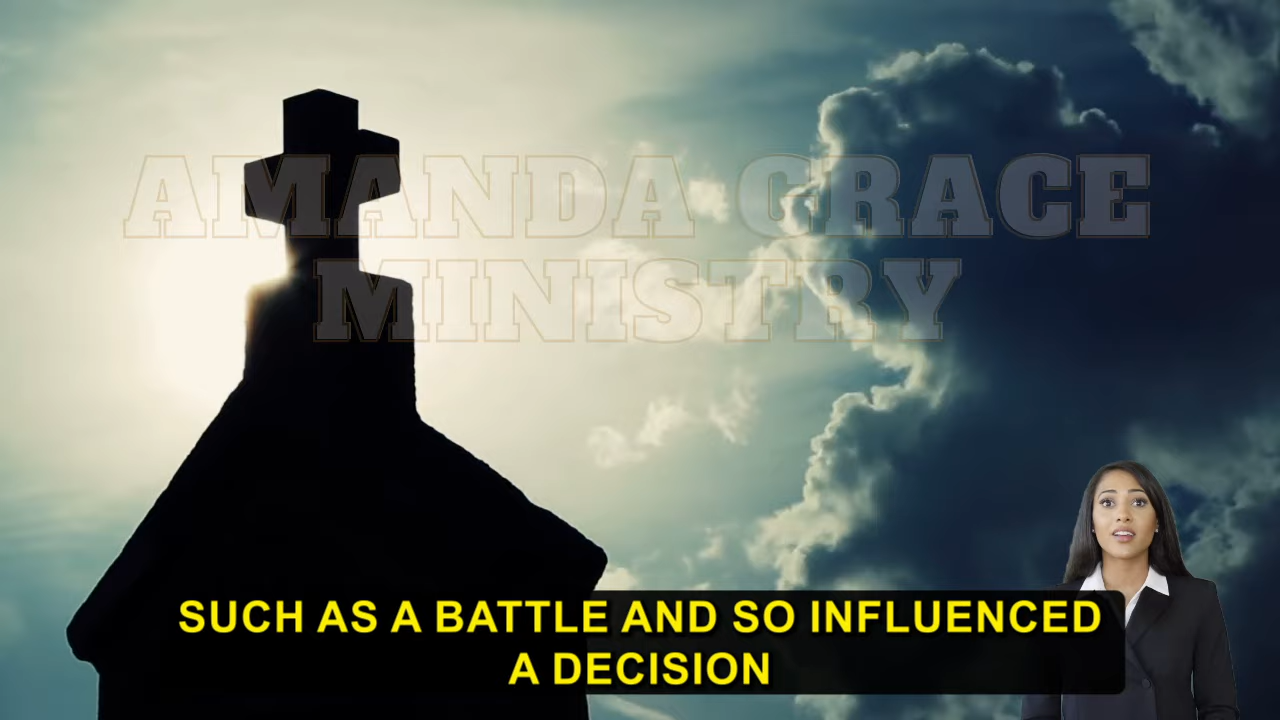 AMANDA GRACE
MINISTRY
SUCH AS A BATTLE AND SO INFLUENCED
A DECISION